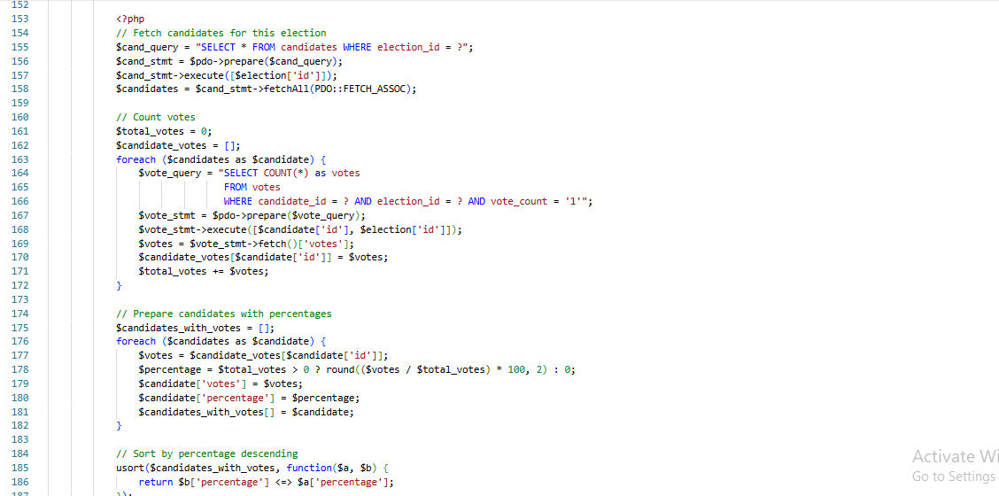 152
153 <?php
154 // Fetch candidates for this election
155 $cand_query = "SELECT * FROM candidates WHERE election_id = ?";
156 $cand_stmt = $pdo->prepare($cand_query);
157 $cand_stmt->execute([$election['id']]);
158 $candidates = $cand_stmt->fetchAll(PDO::FETCH_ASSOC);
159
160 // Count votes
161 $total_votes = 0;
162 $candidate_votes = [];
163 foreach ($candidates as $candidate) {
164 $vote_query = "SELECT COUNT(*) as votes
165 FROM votes
166 WHERE candidate_id = ? AND election_id = ? AND vote_count = '1'";
167 $vote_stmt = $pdo->prepare($vote_query);
168 $vote_stmt->execute([$candidate['id'], $election['id']]);
169 $votes = $vote_stmt->fetch()['votes'];
170 $candidate_votes[$candidate['id']] = $votes;
171 $total_votes += $votes;
172 }
173
174 // Prepare candidates with percentages
175 $candidates_with_votes = [];
176 foreach ($candidates as $candidate) {
177 $votes = $candidate_votes[$candidate['id']];
178 $percentage = $total_votes > 0 ? round(($votes / $total_votes) * 100, 2) : 0;
179 $candidate['votes'] = $votes;
180 $candidate['percentage'] = $percentage;
181 $candidates_with_votes[] = $candidate;
182 }
183
184 // Sort by percentage descending
185 usort($candidates_with_votes, function($a, $b) {
186 return $b['percentage'] <=> $a['percentage'];
187 });
Activate Wi
Go to Settings